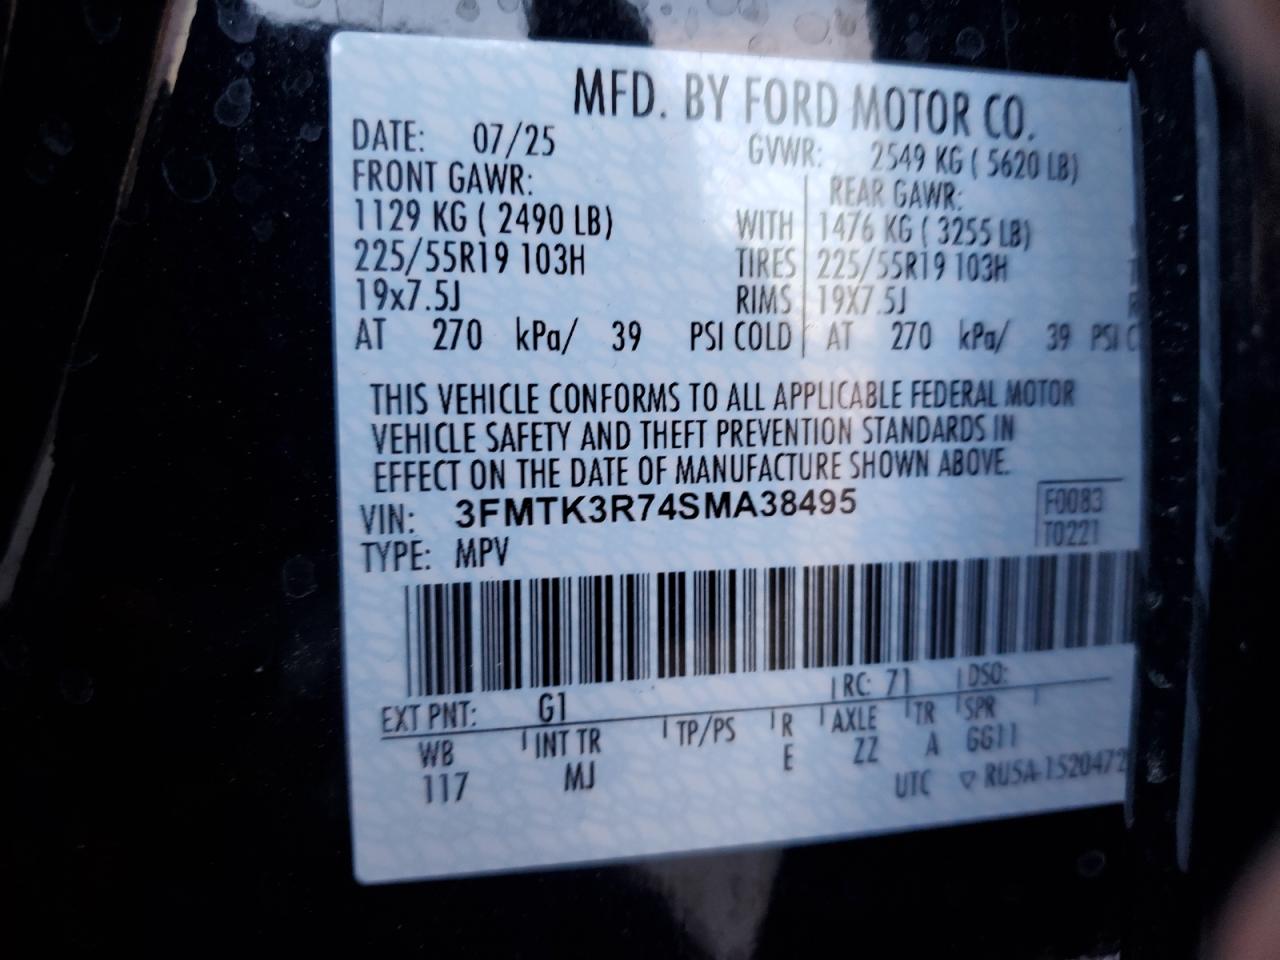 MFD. BY FORD MOTOR CO.
DATE: 07/25 GVWR: 2549 KG ( 5620 LB)
FRONT GAWR: REAR GAWR:
1129 KG ( 2490 LB) WITH 1476 KG ( 3255 LB)
225/55R19 103H TIRES 225/55R19 103H
19x7.5J RIMS 19X7.5J
AT 270 kPa/ 39 PSI COLD AT 270 kPa/ 39 PSI C
THIS VEHICLE CONFORMS TO ALL APPLICABLE FEDERAL MOTOR
VEHICLE SAFETY AND THEFT PREVENTION STANDARDS IN
EFFECT ON THE DATE OF MANUFACTURE SHOWN ABOVE.
VIN: 3FMTK3R74SMA38495 F0083
TYPE: MPV T0221
EXT PNT: G1 RC: 71 DSO:
WB INT TR TP/PS R AXLE TR SPR
117 MJ E ZZ A GG11
UTC ▽ RUSA-1520472